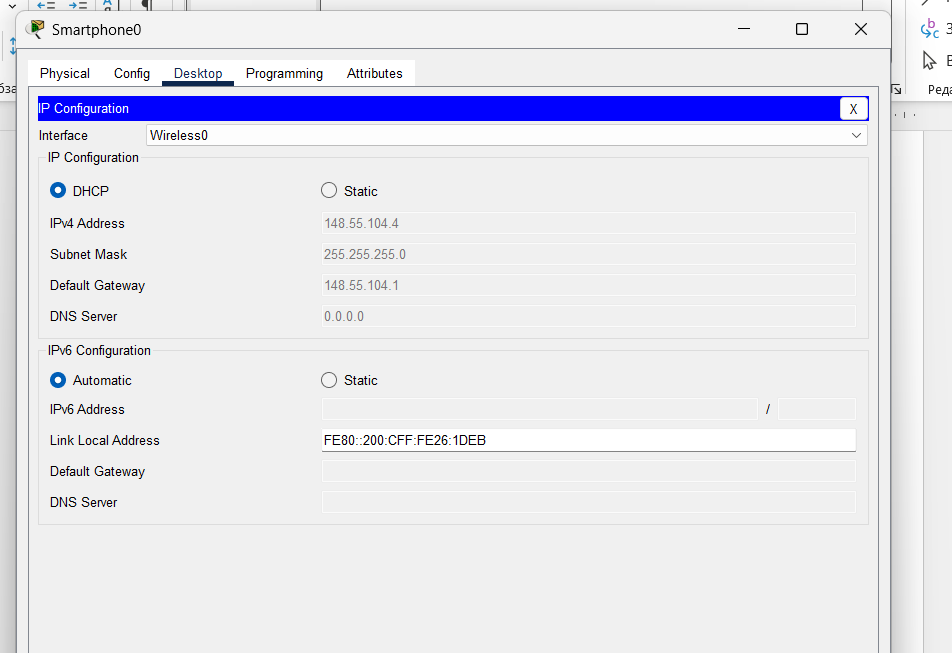 Smartphone0
Physical Config Desktop Programming Attributes
IP Configuration X
Interface Wireless0
IP Configuration
DHCP Static
IPv4 Address 148.55.104.4
Subnet Mask 255.255.255.0
Default Gateway 148.55.104.1
DNS Server 0.0.0.0
IPv6 Configuration
Automatic Static
IPv6 Address /
Link Local Address FE80::200:CFF:FE26:1DEB
Default Gateway
DNS Server